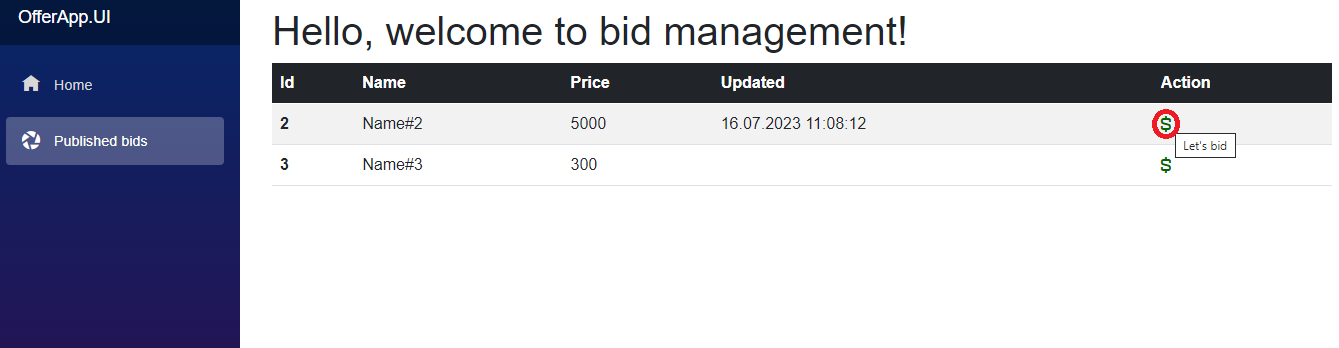 OfferApp.UI
Home
Published bids
Hello, welcome to bid management!
Id Name Price Updated Action
2 Name#2 5000 16.07.2023 11:08:12 $
Let's bid
3 Name#3 300 $